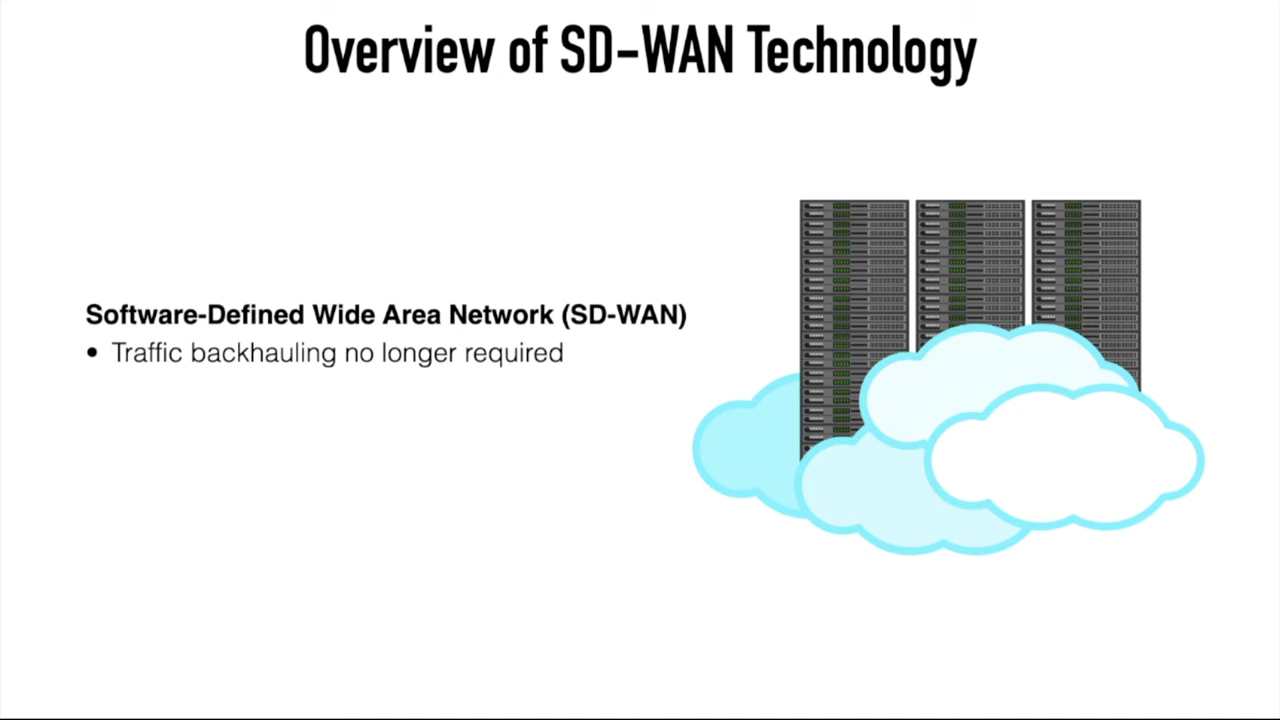 Overview of SD-WAN Technology
Software-Defined Wide Area Network (SD-WAN)
• Traffic backhauling no longer required